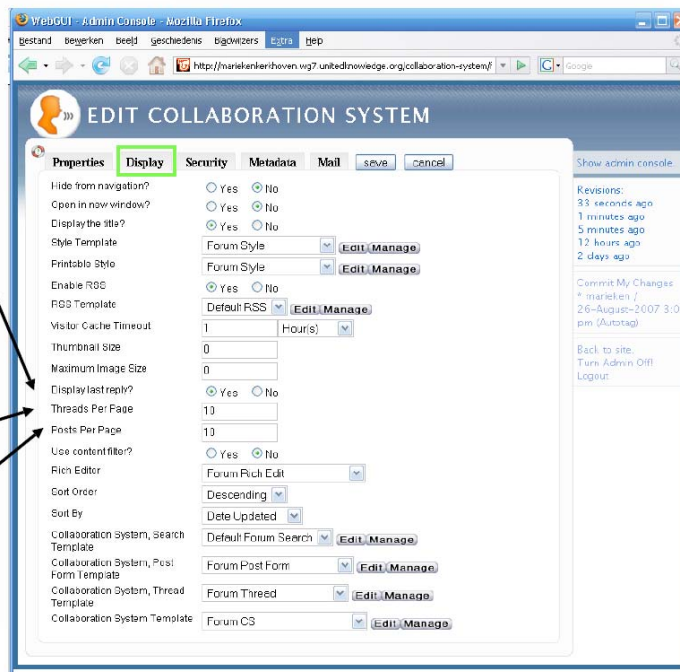 WebGUI - Admin Console - Mozilla Firefox
Bestand Bewerken Beeld Geschiedenis Bladwijzers Extra Help
http://mariekenkerkhoven.wg7.unitedknowledge.org/collaboration-system/f
Google
EDIT COLLABORATION SYSTEM
Properties Display Security Metadata Mail save cancel
Show admin console
Hide from navigation? Yes No
Open in new window? Yes No
Display the title? Yes No
Style Template Forum Style Edit Manage
Printable Style Forum Style Edit Manage
Enable RSS Yes No
RSS Template Default RSS Edit Manage
Visitor Cache Timeout 1 Hour(s)
Thumbnail Size 0
Maximum Image Size 0
Display last reply? Yes No
Threads Per Page 10
Posts Per Page 10
Use content filter? Yes No
Rich Editor Forum Rich Edit
Sort Order Descending
Sort By Date Updated
Collaboration System, Search
Template Default Forum Search Edit Manage
Collaboration System, Post
Form Template Forum Post Form Edit Manage
Collaboration System, Thread
Template Forum Thread Edit Manage
Collaboration System Template Forum CS Edit Manage
Revisions:
33 seconds ago
1 minutes ago
5 minutes ago
12 hours ago
2 days ago
Commit My Changes
* marieken /
26-August-2007 3:0
pm (Autotag)
Back to site.
Turn Admin Off!
Logout